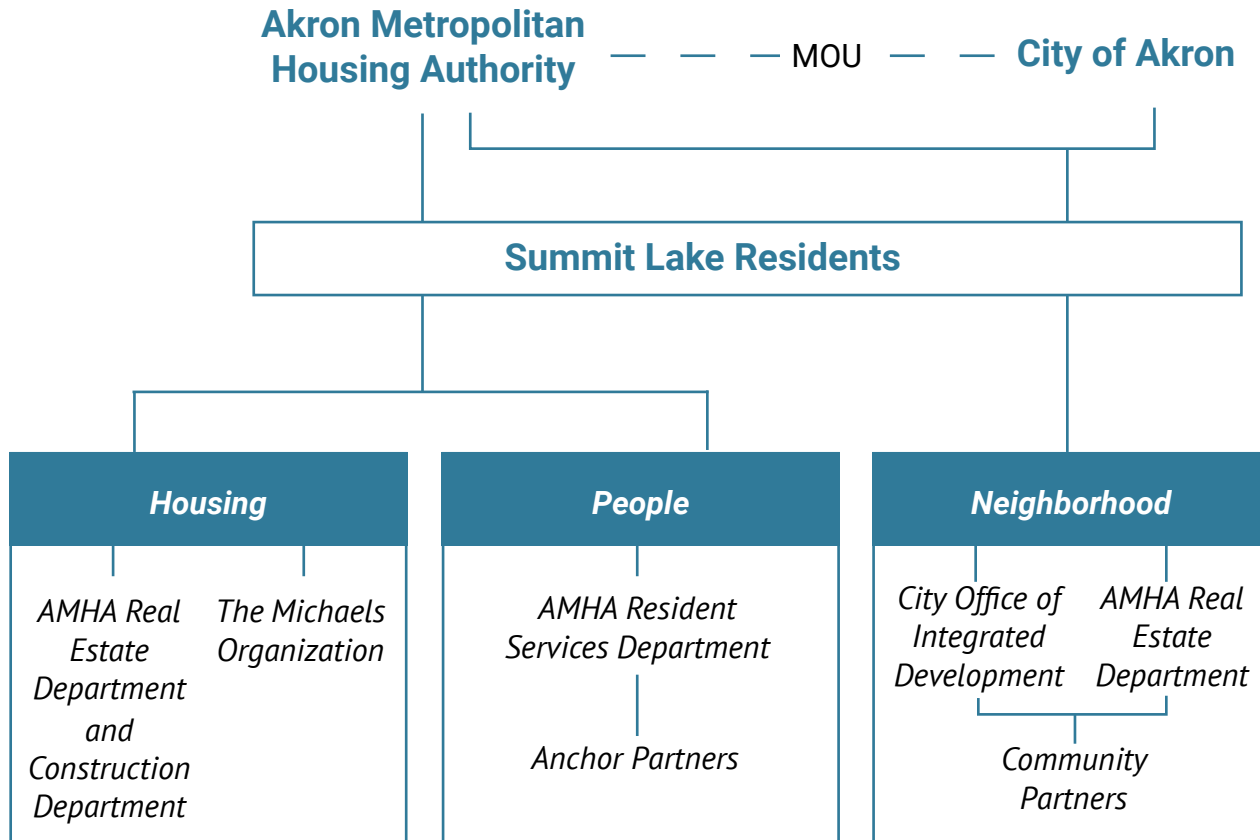 Akron Metropolitan
Housing Authority
MOU
City of Akron
Summit Lake Residents
Housing
AMHA Real
Estate
Department
and
Construction
Department
The Michaels
Organization
People
AMHA Resident
Services Department
Anchor Partners
Neighborhood
City Office of
Integrated
Development
AMHA Real
Estate
Department
Community
Partners